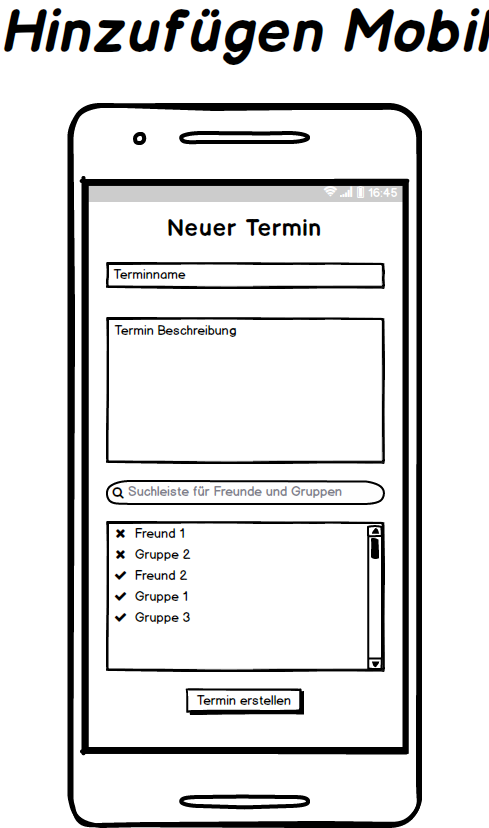 Hinzufügen Mobil
16:45
Neuer Termin
Terminname
Termin Beschreibung
Suchleiste für Freunde und Gruppen
Freund 1
Gruppe 2
Freund 2
Gruppe 1
Gruppe 3
Termin erstellen